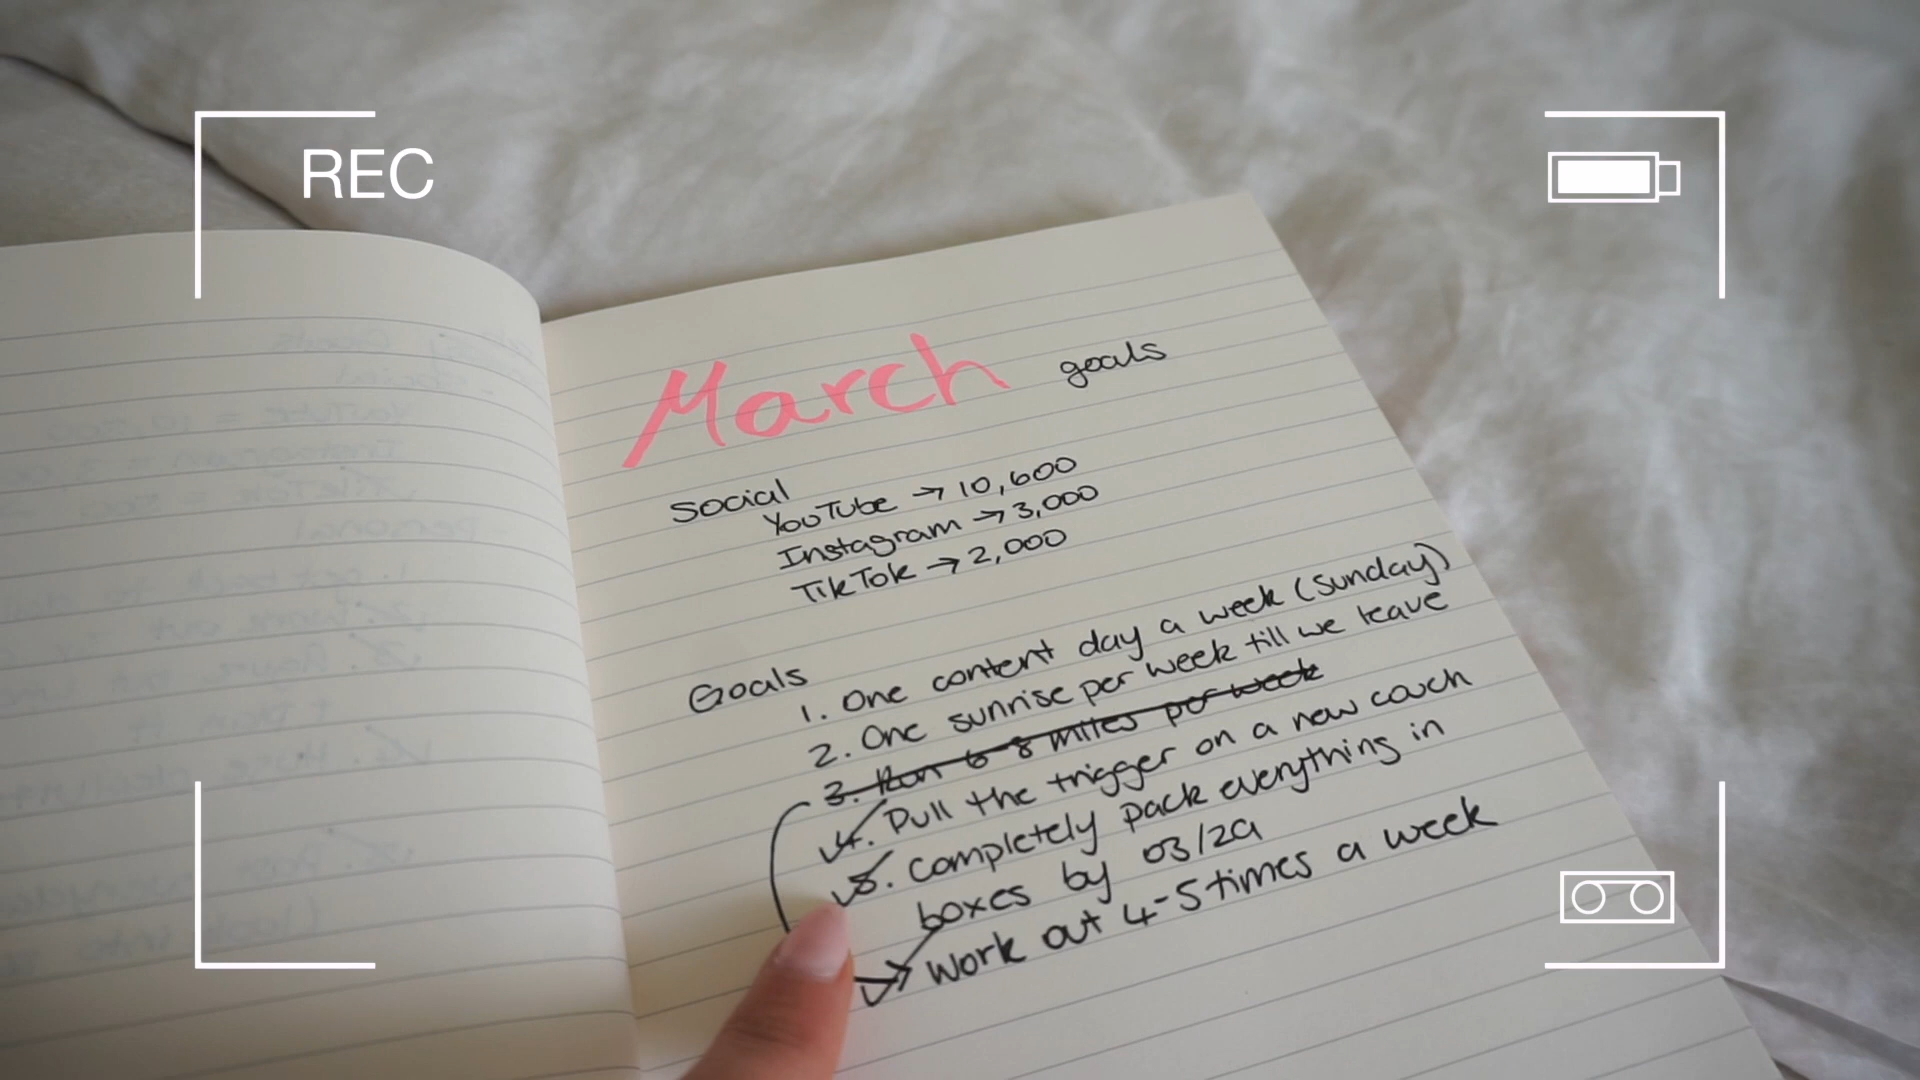 REC
March goals
Social
YouTube → 10,600
Instagram → 3,000
TikTok → 2,000
Goals
1. One content day a week (Sunday)
2. One sunrise per week till we leave
3. Run 6-8 miles per week
4. Pull the trigger on a new couch
5. Completely pack everything in
boxes by 03/29
→ Work out 4-5 times a week